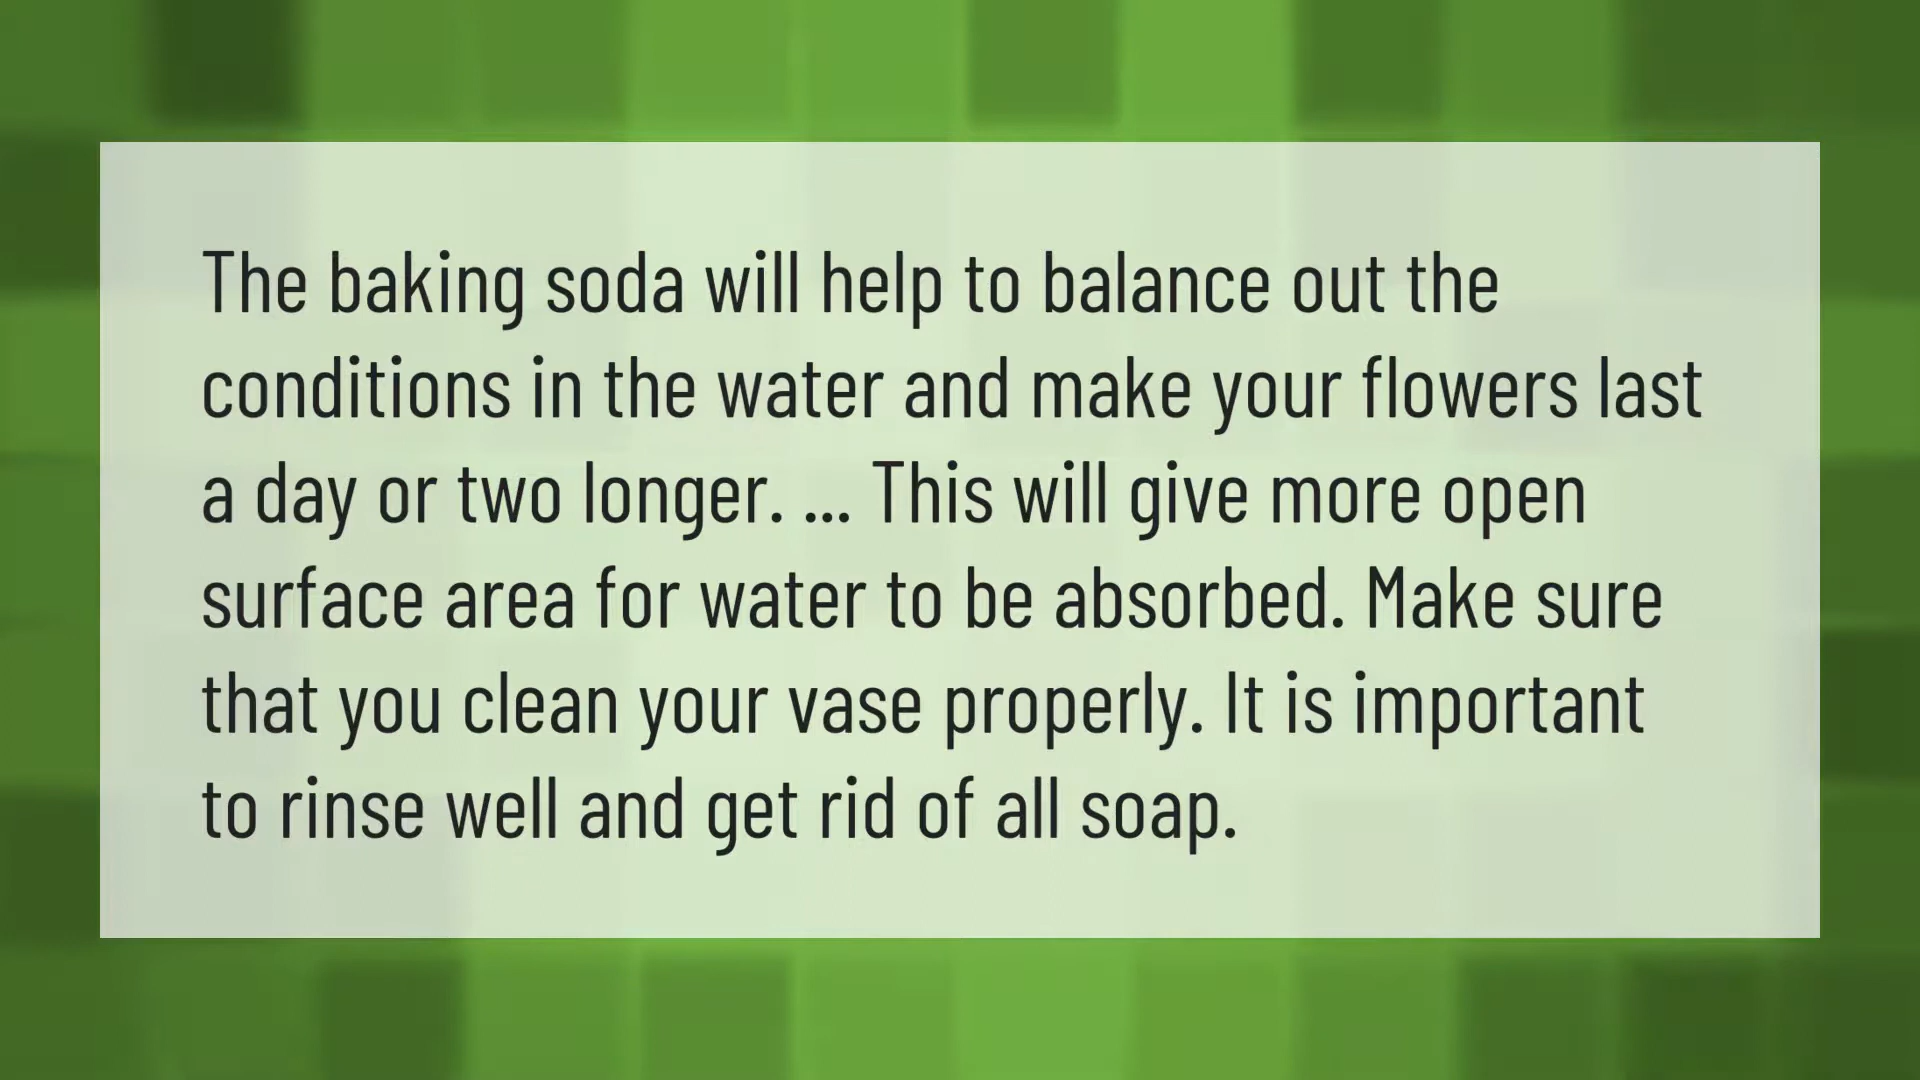 The baking soda will help to balance out the
conditions in the water and make your flowers last
a day or two longer. ... This will give more open
surface area for water to be absorbed. Make sure
that you clean your vase properly. It is important
to rinse well and get rid of all soap.